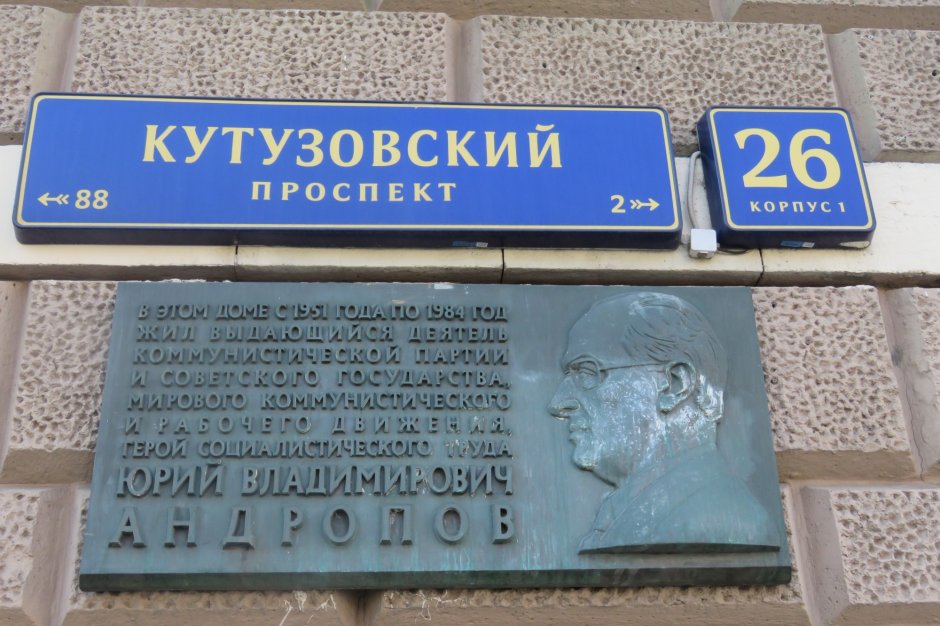 КУТУЗОВСКИЙ
ПРОСПЕКТ
88
2
26
КОРПУС 1
В ЭТОМ ДОМЕ С 1951 ГОДА ПО 1984 ГОД
ЖИЛ ВЫДАЮЩИЙСЯ ДЕЯТЕЛЬ
КОММУНИСТИЧЕСКОЙ ПАРТИИ
И СОВЕТСКОГО ГОСУДАРСТВА,
МИРОВОГО КОММУНИСТИЧЕСКОГО
И РАБОЧЕГО ДВИЖЕНИЯ,
ГЕРОЙ СОЦИАЛИСТИЧЕСКОГО ТРУДА
ЮРИЙ ВЛАДИМИРОВИЧ
АНДРОПОВ